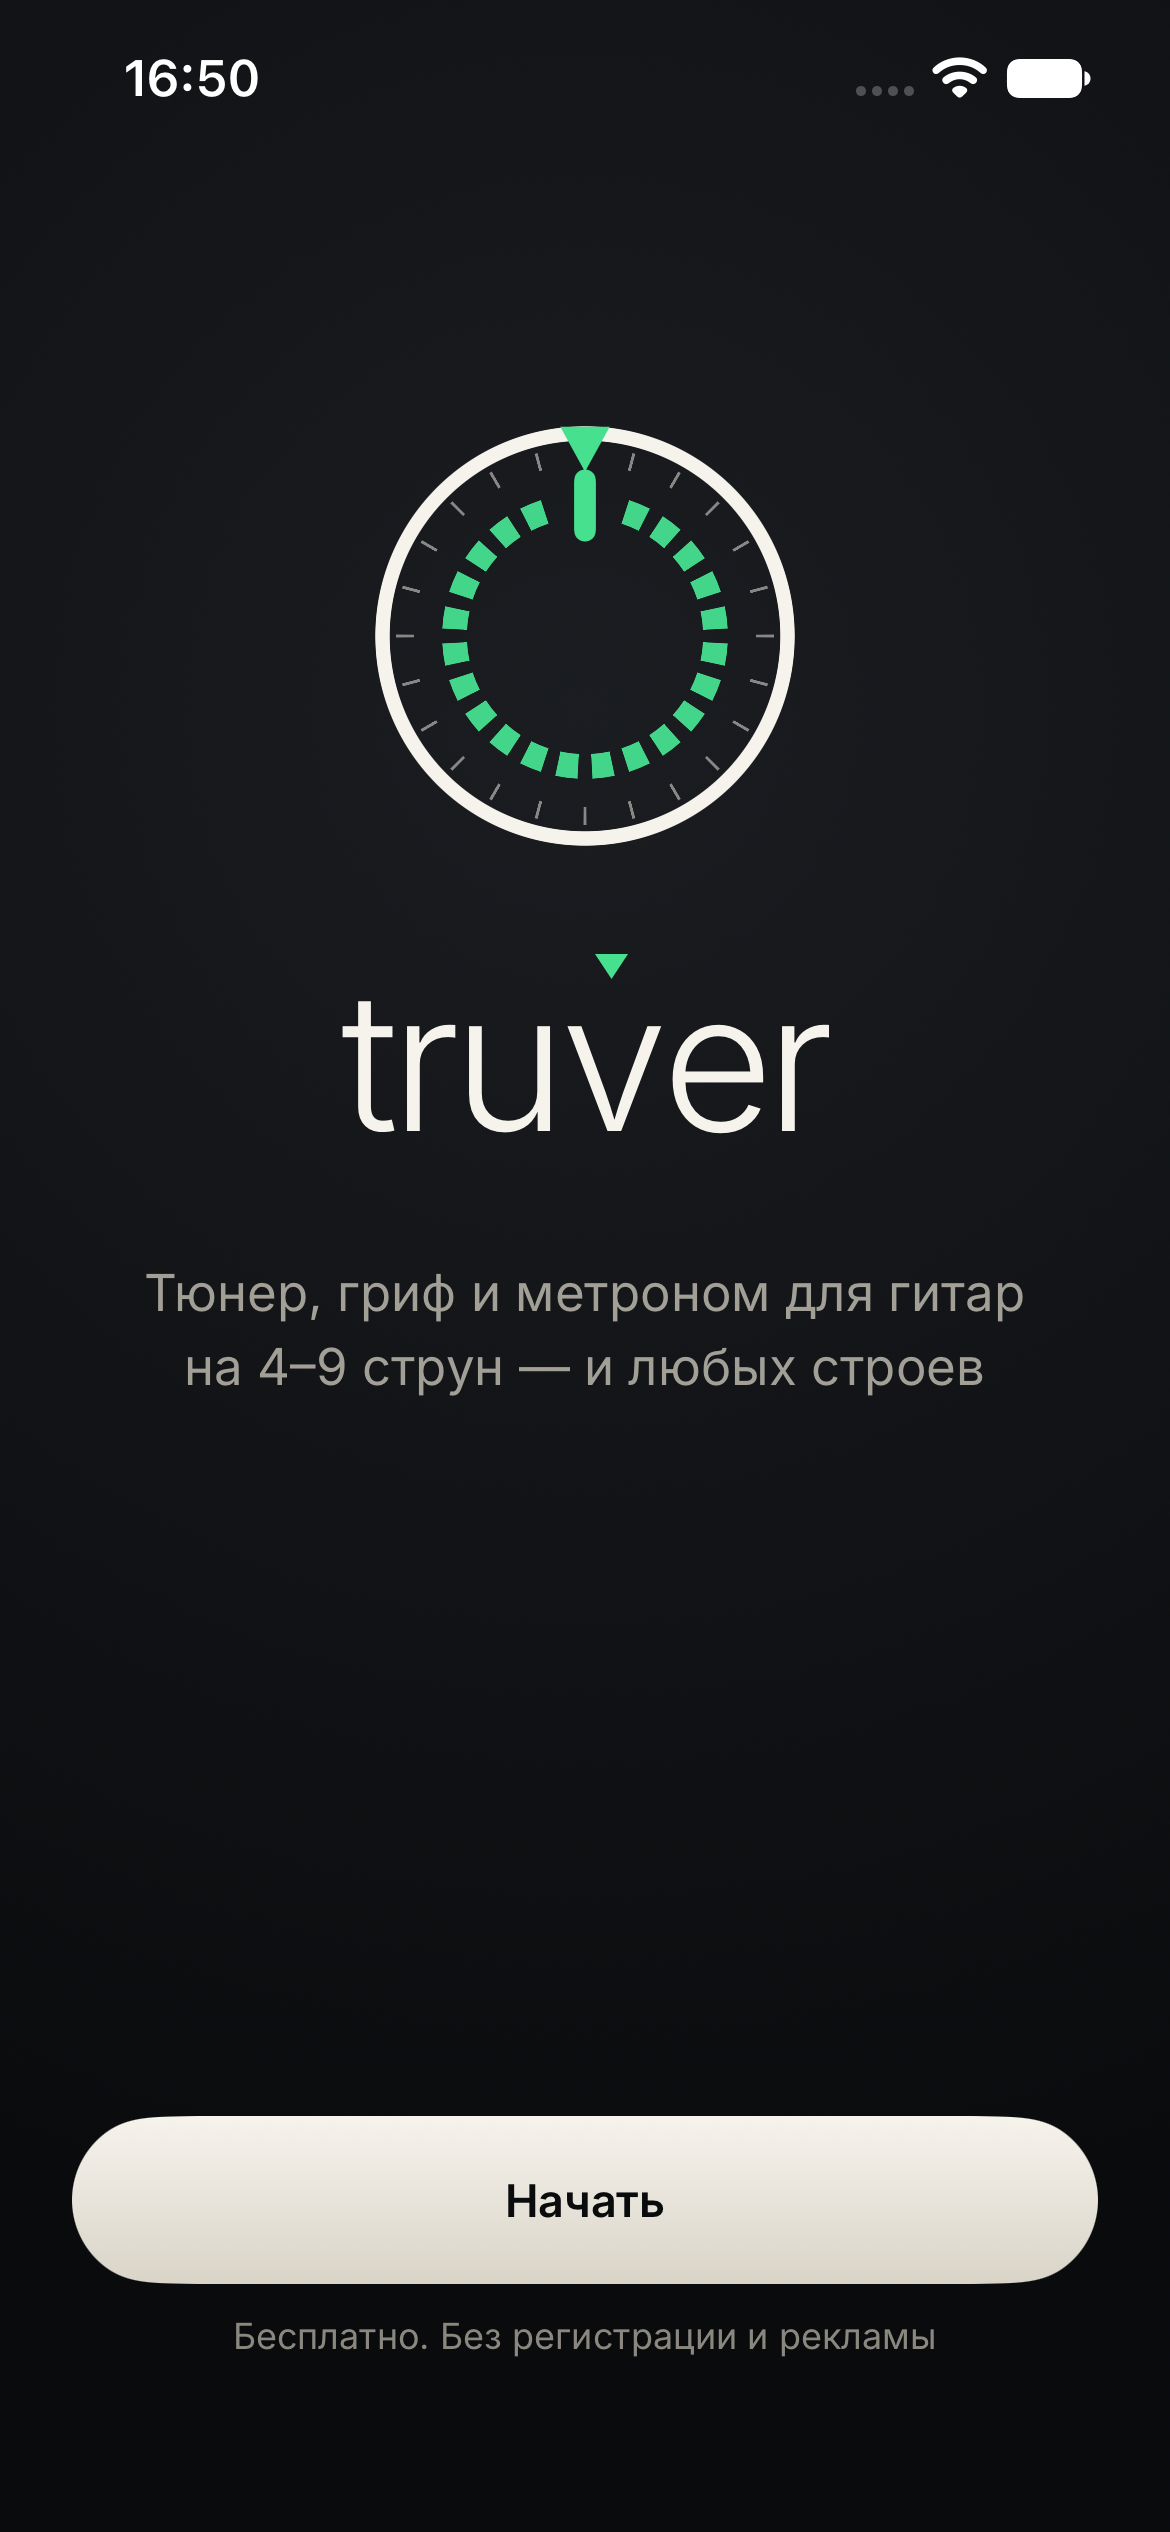 16:50
truver
Тюнер, гриф и метроном для гитар
на 4–9 струн — и любых строев
Начать
Бесплатно. Без регистрации и рекламы